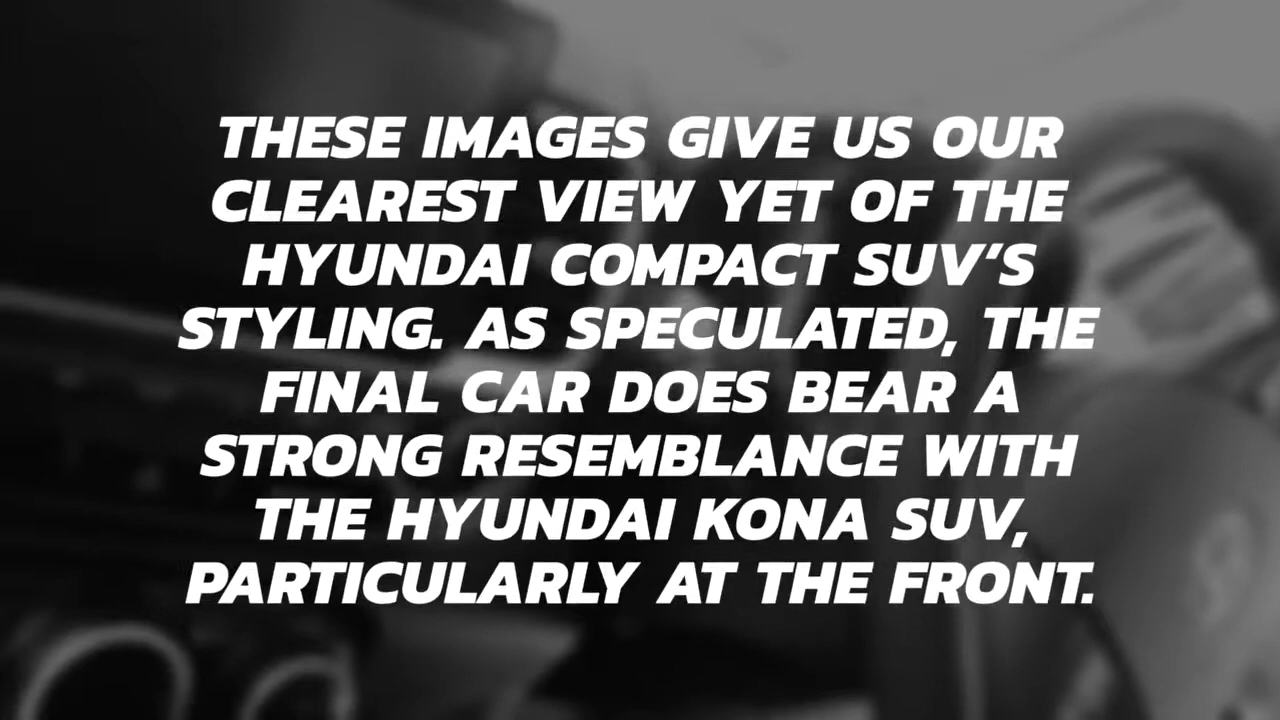 THESE IMAGES GIVE US OUR
CLEAREST VIEW YET OF THE
HYUNDAI COMPACT SUV’S
STYLING. AS SPECULATED, THE
FINAL CAR DOES BEAR A
STRONG RESEMBLANCE WITH
THE HYUNDAI KONA SUV,
PARTICULARLY AT THE FRONT.